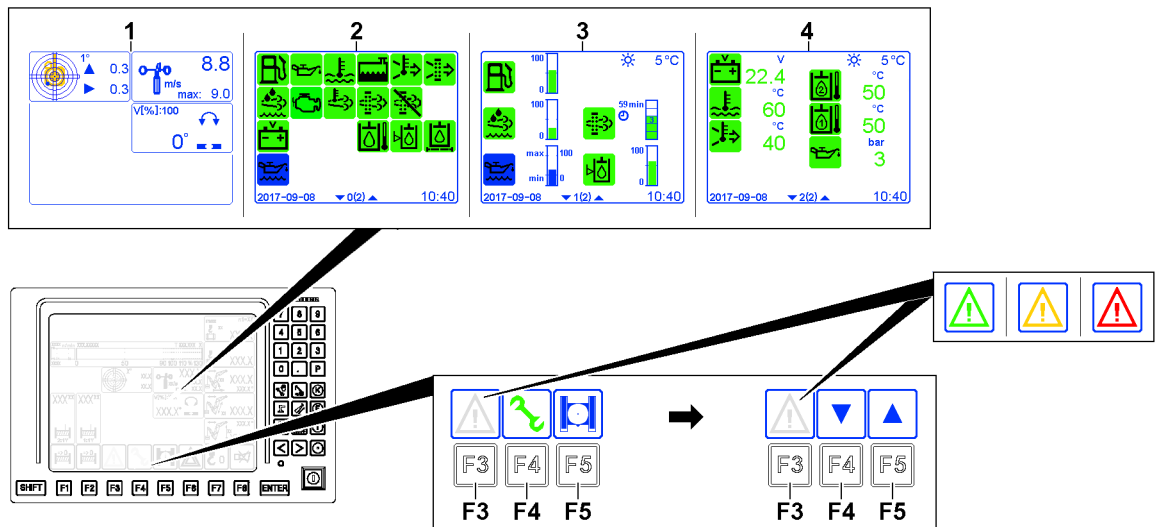 1 2 3 4
1° 0.3
0.3
8.8
m/s
max: 9.0
V[%]:100
0°
V
2017-09-08 0(2) 10:40
100
0
100
0
max 100
min 0
5°C
59min
3
100
0
2017-09-08 1(2) 10:40
V
22.4
°C
60
°C
40
5°C
°C
2 50
°C
1 50
bar
3
2017-09-08 2(2) 10:40
7 8 9
4 5 6
1 2 3
0 . P
SHIFT F1 F2 F3 F4 F5 F6 F7 F8 ENTER
F3 F4 F5
F3 F4 F5
F3 F4 F5
F3 F4 F5